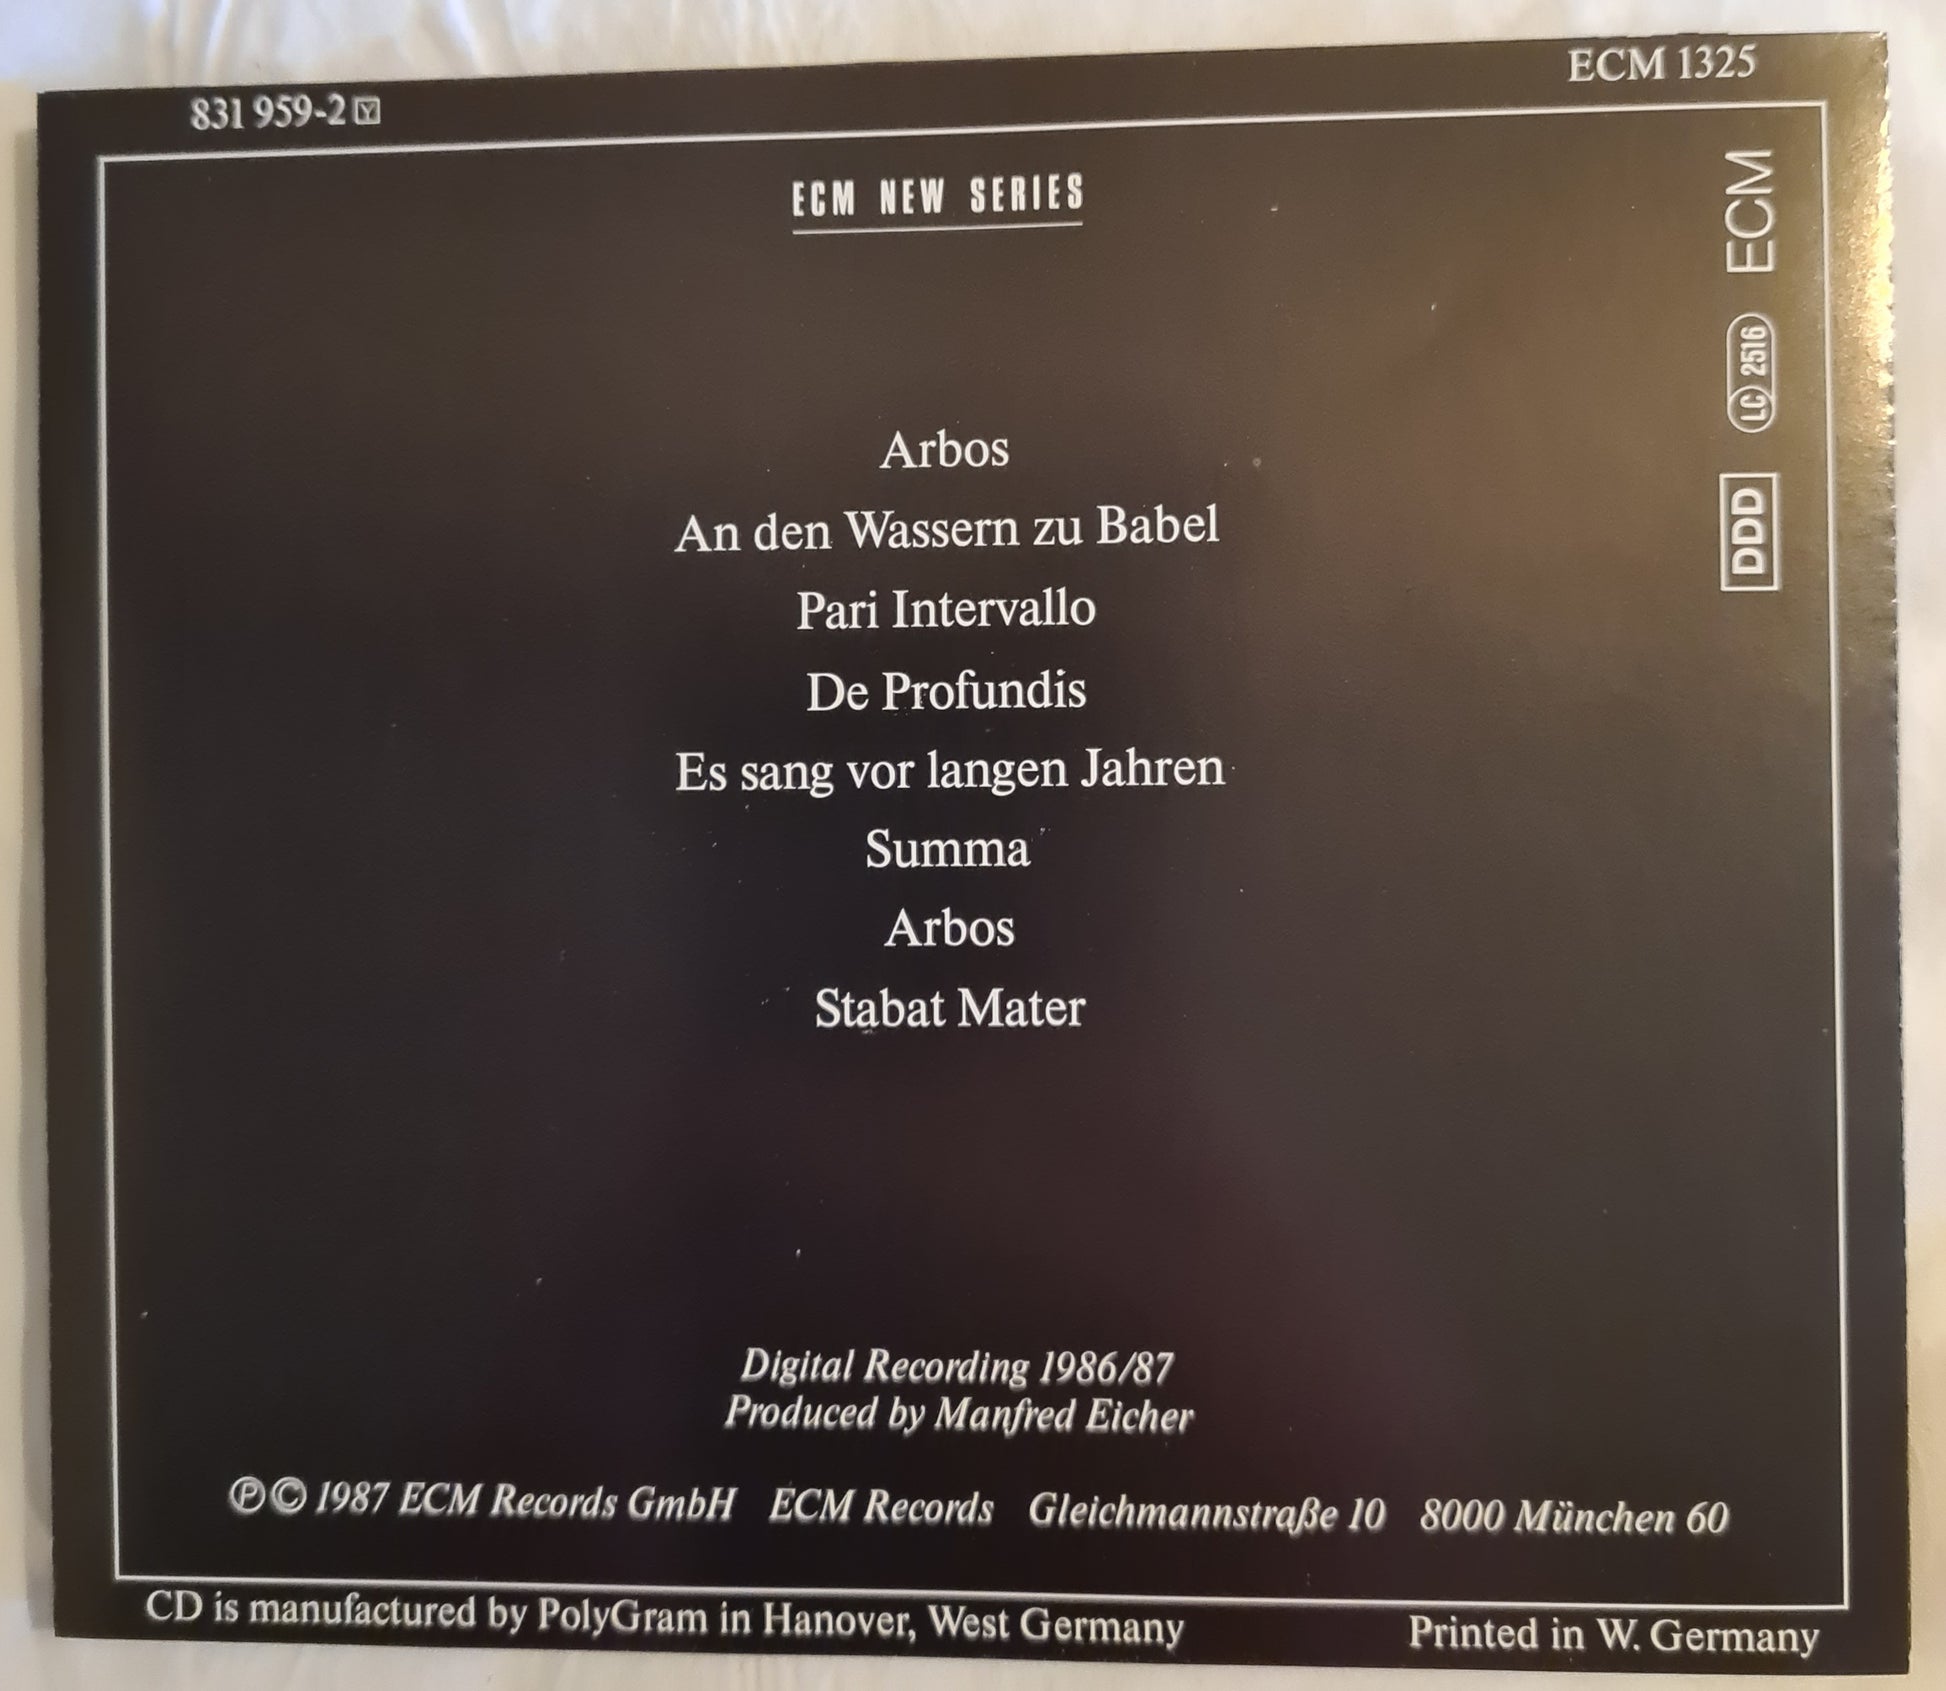 831 959-2 Y
ECM 1325
ECM NEW SERIES
ECM
LC 2516
DDD
Arbos
An den Wassern zu Babel
Pari Intervallo
De Profundis
Es sang vor langen Jahren
Summa
Arbos
Stabat Mater
Digital Recording 1986/87
Produced by Manfred Eicher
℗ © 1987 ECM Records GmbH ECM Records Gleichmannstraße 10 8000 München 60
CD is manufactured by PolyGram in Hanover, West Germany
Printed in W. Germany